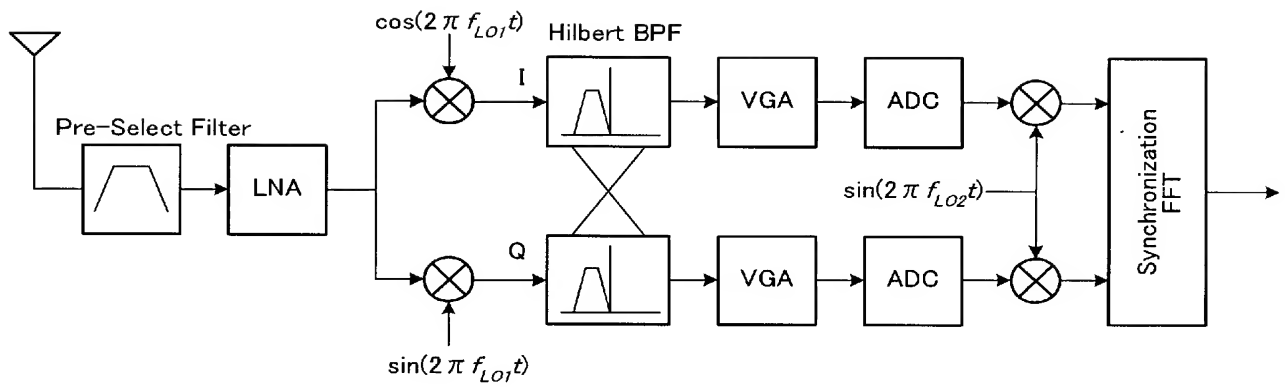 cos(2π f_LO1 t)
Hilbert BPF
I
VGA
ADC
Pre-Select Filter
LNA
sin(2π f_LO2 t)
Synchronization
FFT
Q
VGA
ADC
sin(2π f_LO1 t)